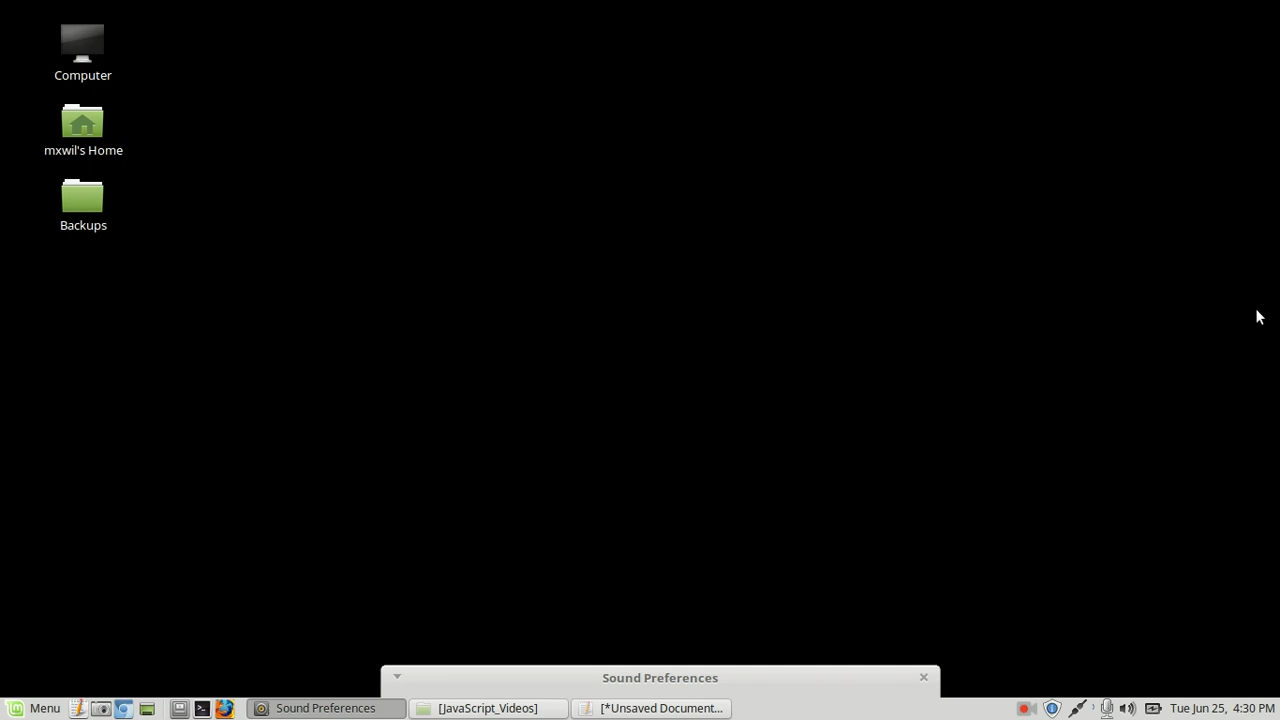 Computer
mxwil's Home
Backups
Sound Preferences
Menu
Sound Preferences
[JavaScript_Videos]
[*Unsaved Document...
Tue Jun 25, 4:30 PM